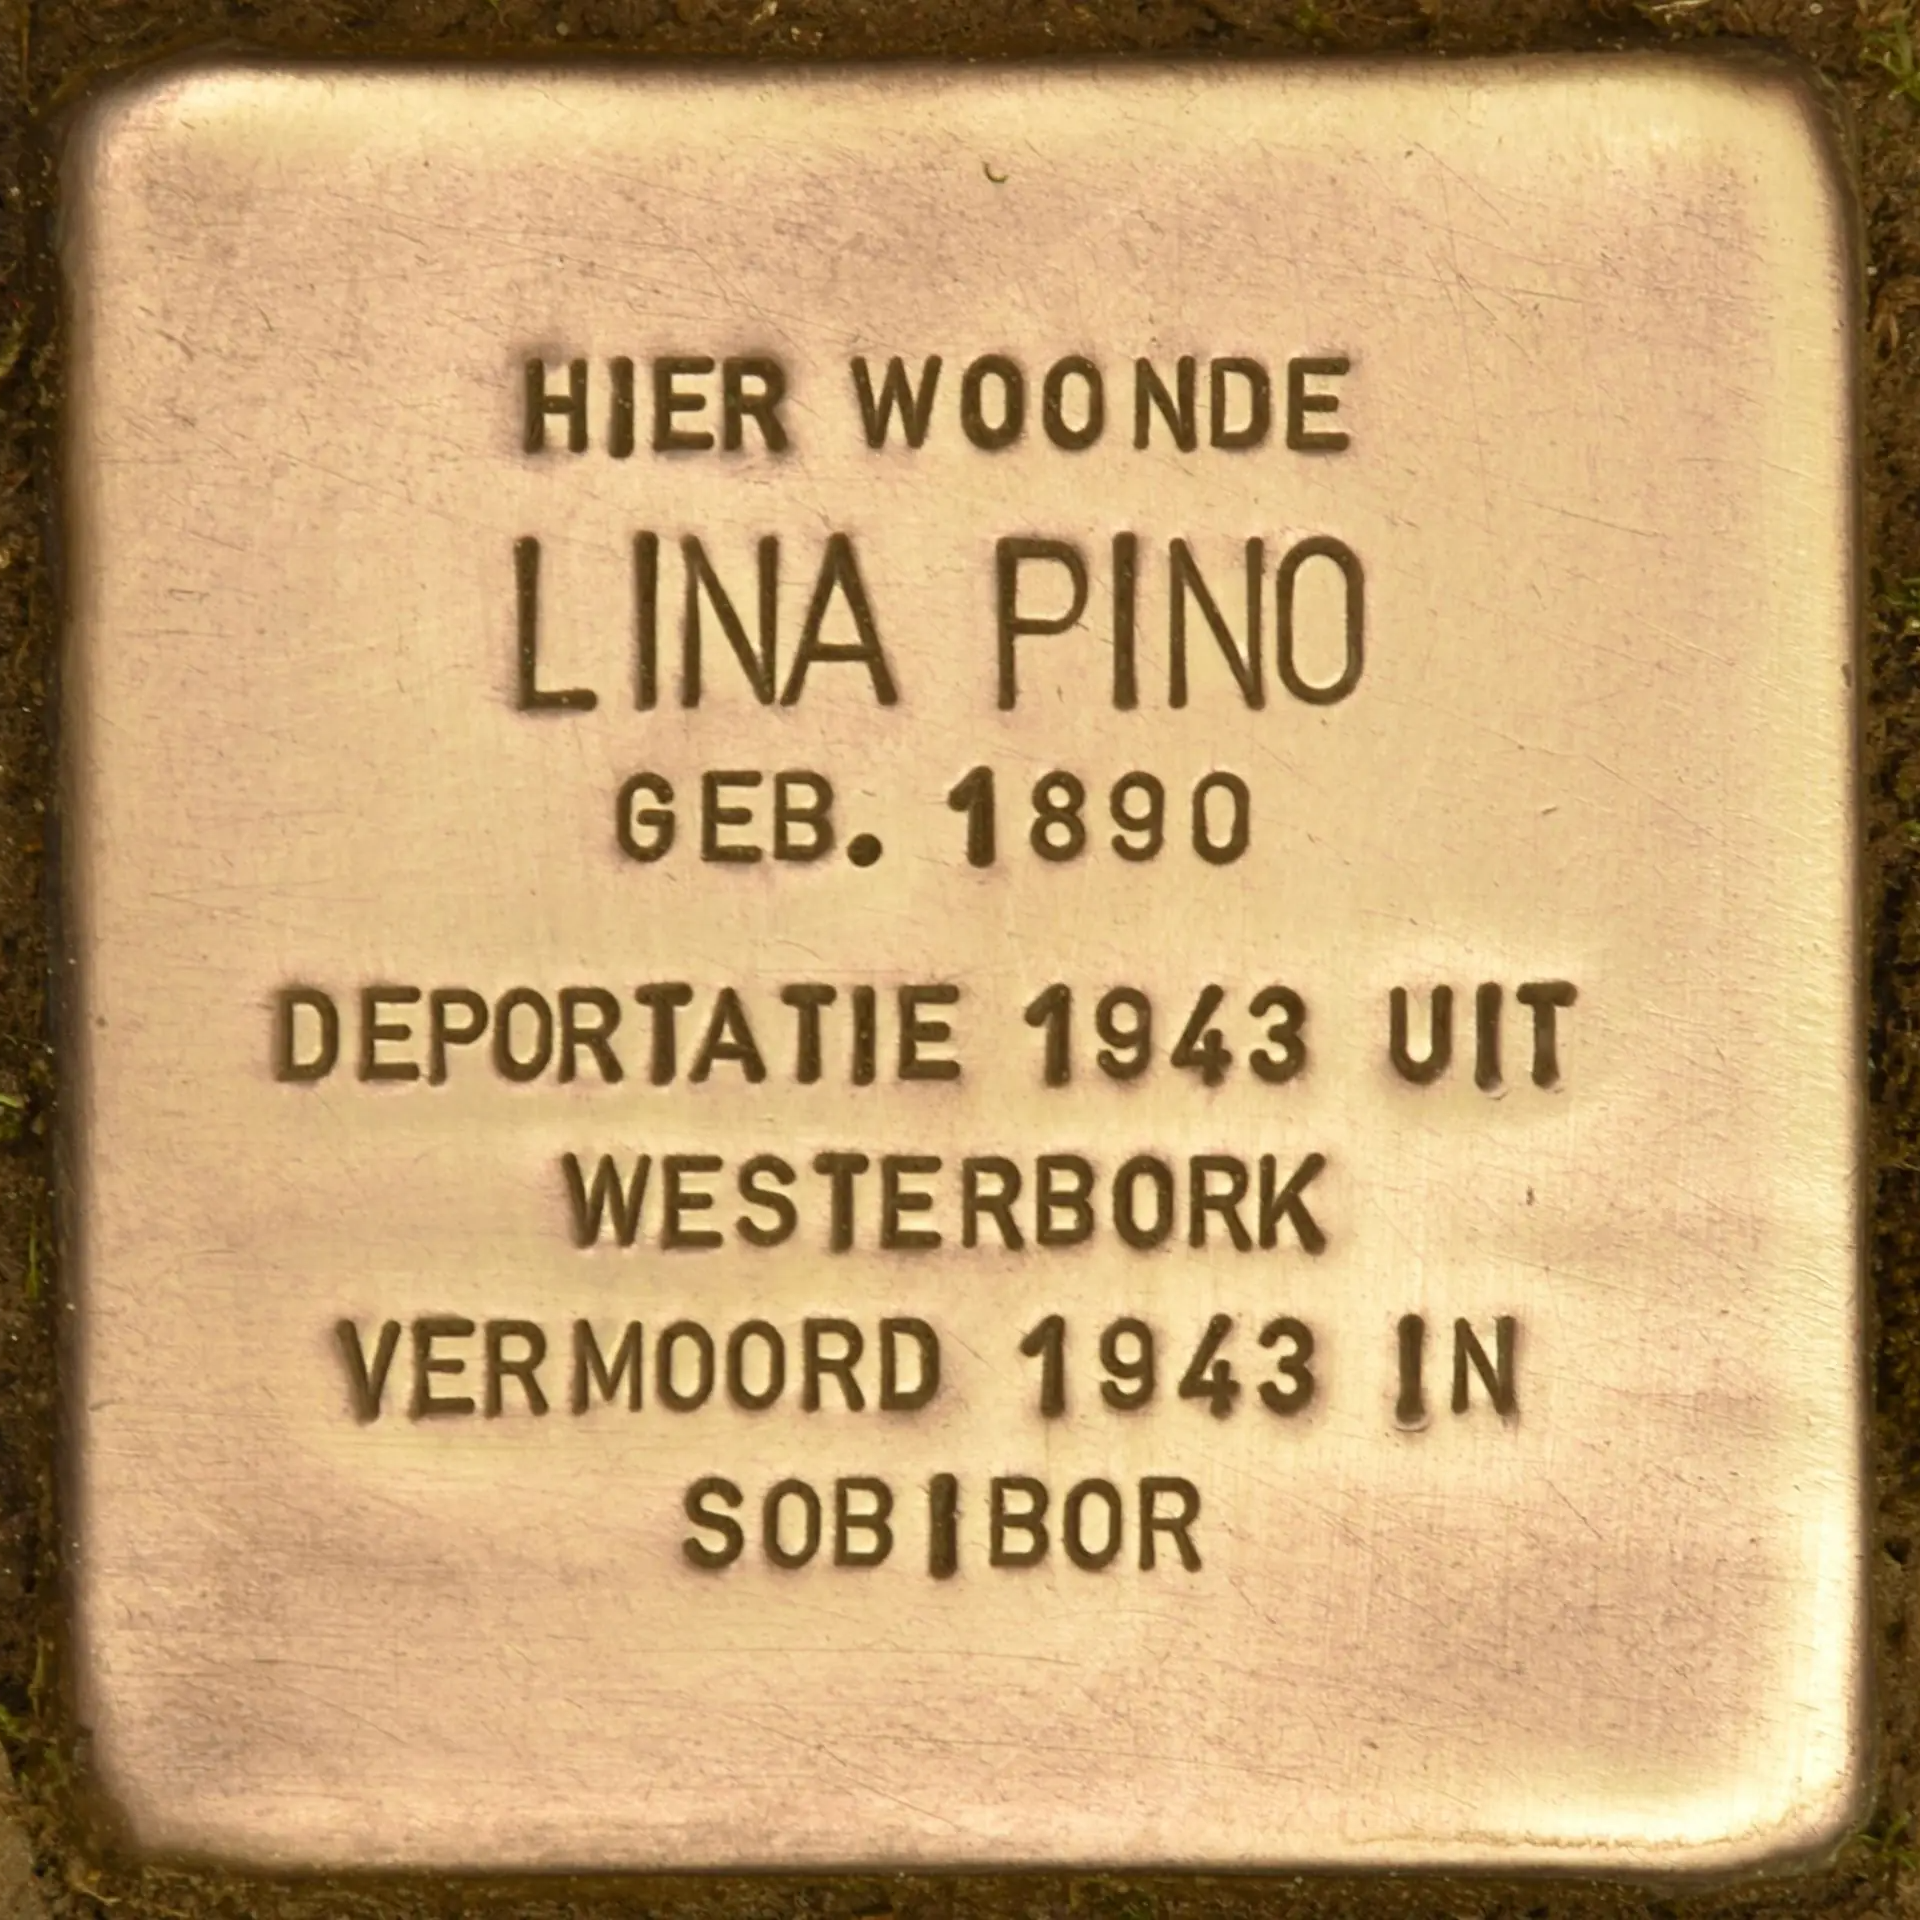 HIER WOONDE
LINA PINO
GEB. 1890
DEPORTATIE 1943 UIT
WESTERBORK
VERMOORD 1943 IN
SOBIBOR